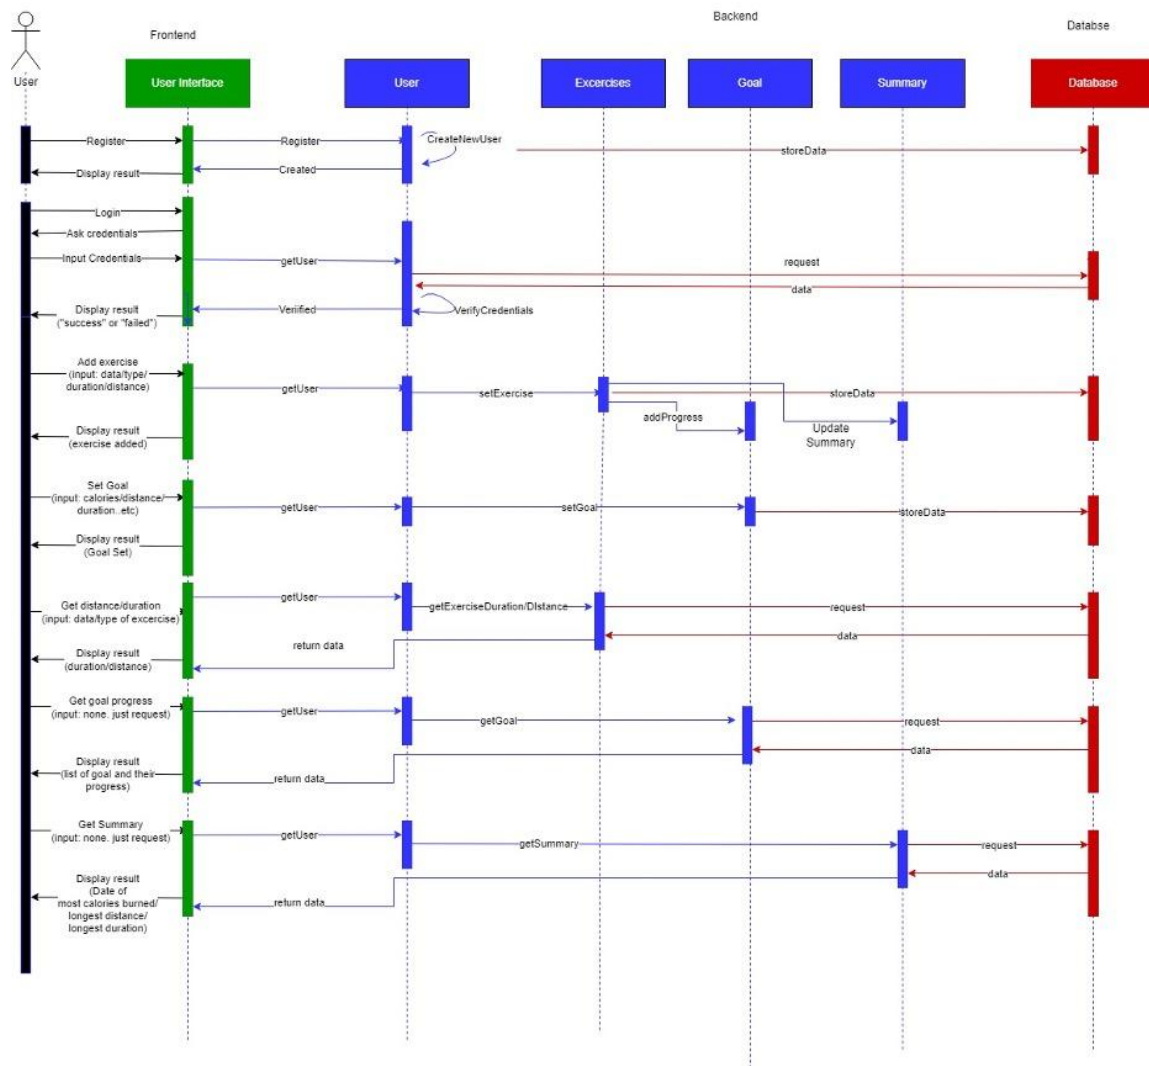 Backend
Frontend
Databse
User
User Interface
User
Excercises
Goal
Summary
Database
Register
Register
CreateNewUser
storeData
Display result
Created
Login
Ask credentials
Input Credentials
getUser
request
data
Display result
("success" or "failed")
Veriified
VerifyCredentials
Add exercise
(input: data/type/
duration/distance)
getUser
setExercise
storeData
addProgress
Update
Summary
Display result
(exercise added)
Set Goal
(input: calories/distance/
duration..etc)
getUser
setGoal
storeData
Display result
(Goal Set)
Get distance/duration
(input: data/type of excercise)
getUser
getExerciseDuration/DIstance
request
data
return data
Display result
(duration/distance)
Get goal progress
(input: none. just request)
getUser
getGoal
request
data
Display result
(list of goal and their
progress)
return data
Get Summary
(input: none. just request)
getUser
getSummary
request
data
Display result
(Date of
most calories burned/
longest distance/
longest duration)
return data